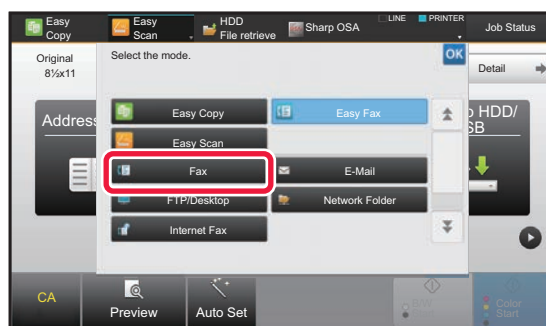 Easy Copy
Easy Scan
HDD File retrieve
Sharp OSA
LINE
PRINTER
Job Status
Original
8½x11
Select the mode.
OK
Detail
Address
HDD/
SB
Easy Copy
Easy Fax
Easy Scan
Fax
E-Mail
FTP/Desktop
Network Folder
Internet Fax
CA
Preview
Auto Set
B/W
Color
Start